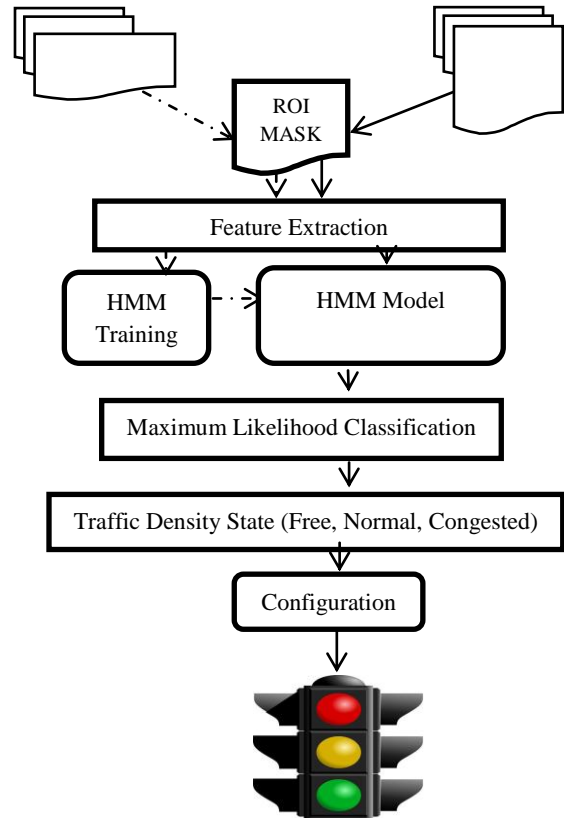 ROI
MASK
Feature Extraction
HMM
Training
HMM Model
Maximum Likelihood Classification
Traffic Density State (Free, Normal, Congested)
Configuration